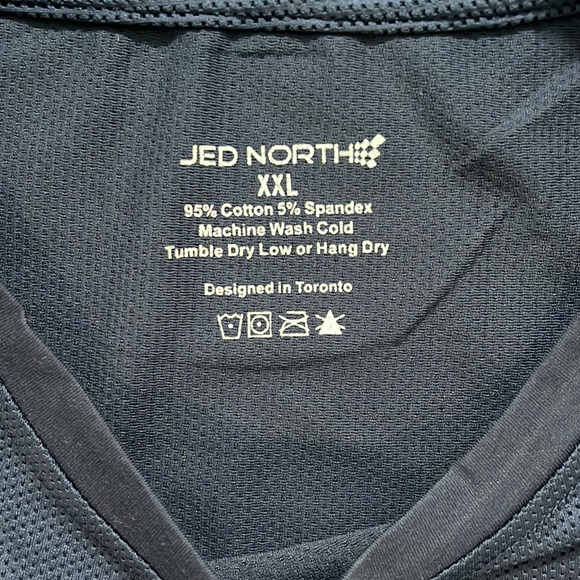 JED NORTH
XXL
95% Cotton 5% Spandex
Machine Wash Cold
Tumble Dry Low or Hang Dry
Designed in Toronto